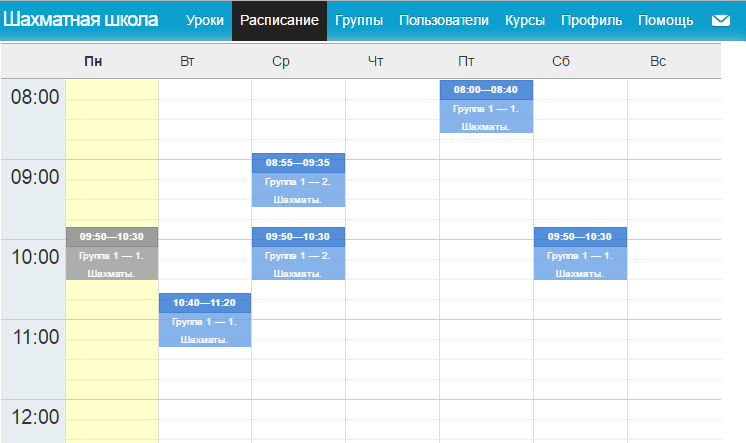 Шахматная школа Уроки Расписание Группы Пользователи Курсы Профиль Помощь
Пн Вт Ср Чт Пт Сб Вс
08:00
08:00—08:40
Группа 1 — 1.
Шахматы.
08:55—09:35
09:00
Группа 1 — 2.
Шахматы.
09:50—10:30 09:50—10:30 09:50—10:30
10:00
Группа 1 — 1. Группа 1 — 2. Группа 1 — 1.
Шахматы. Шахматы. Шахматы.
10:40—11:20
Группа 1 — 1.
11:00
Шахматы.
12:00